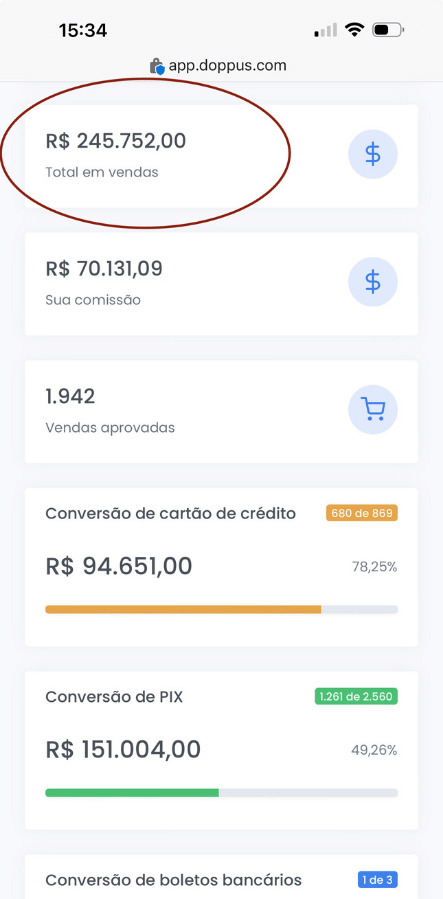 15:34
app.doppus.com
R$ 245.752,00
Total em vendas
R$ 70.131,09
Sua comissão
1.942
Vendas aprovadas
Conversão de cartão de crédito
680 de 869
R$ 94.651,00
78,25%
Conversão de PIX
1.261 de 2.560
R$ 151.004,00
49,26%
Conversão de boletos bancários
1 de 3